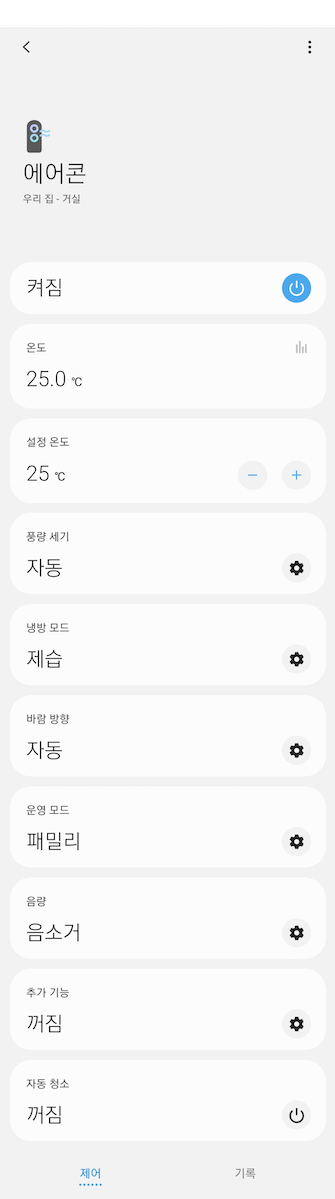 에어콘
우리 집 - 거실
켜짐
온도
25.0 ℃
설정 온도
25 ℃
풍량 세기
자동
냉방 모드
제습
바람 방향
자동
운영 모드
패밀리
음량
음소거
추가 기능
꺼짐
자동 청소
꺼짐
제어
기록